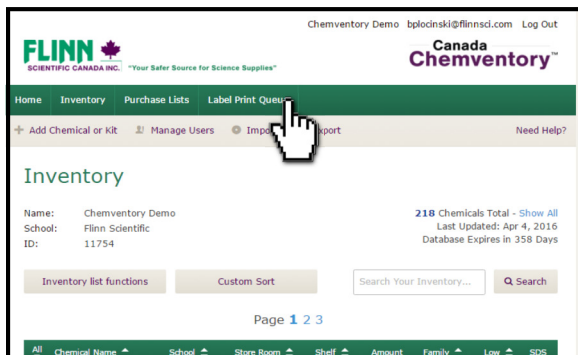 Chemventory Demo bplocinski@flinnsci.com Log Out
FLINN
SCIENTIFIC CANADA INC. "Your Safer Source for Science Supplies"
Canada
Chemventory™
Home Inventory Purchase Lists Label Print Queue
+ Add Chemical or Kit Manage Users Export Need Help?
Inventory
Name: Chemventory Demo
School: Flinn Scientific
ID: 11754
218 Chemicals Total - Show All
Last Updated: Apr 4, 2016
Database Expires in 358 Days
Inventory list functions Custom Sort Search Your Inventory... Search
Page 1 2 3
All Chemical Name School Store Room Shelf Amount Family Low SDS